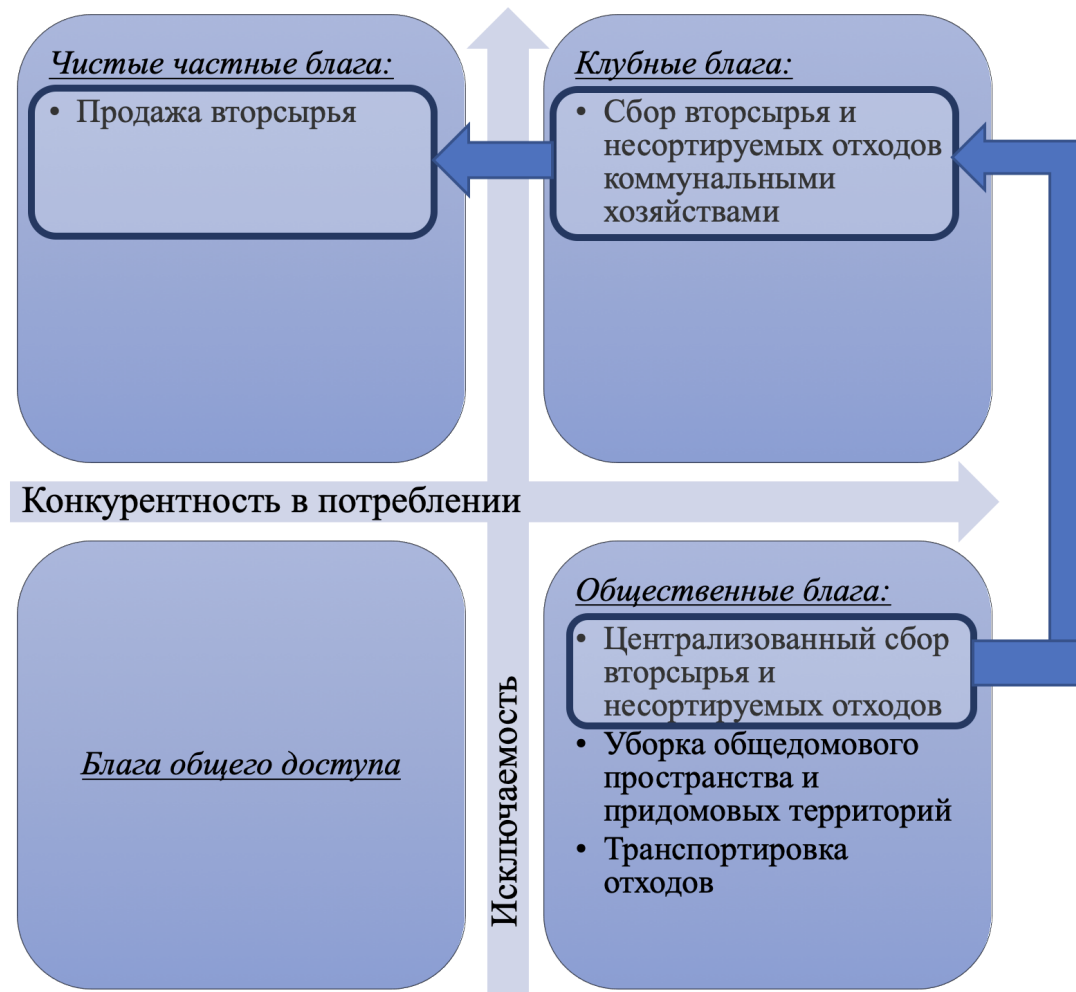 Чистые частные блага:
• Продажа вторсырья
Клубные блага:
• Сбор вторсырья и
несортируемых отходов
коммунальными
хозяйствами
Конкурентность в потреблении
Исключаемость
Блага общего доступа
Общественные блага:
• Централизованный сбор
вторсырья и
несортируемых отходов
• Уборка общедомового
пространства и
придомовых территорий
• Транспортировка
отходов